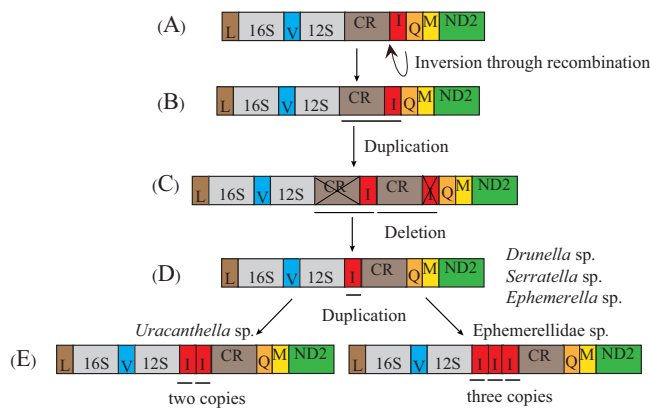 (A) L 16S V 12S CR I Q M ND2
Inversion through recombination
(B) L 16S V 12S CR I Q M ND2
Duplication
(C) L 16S V 12S CR I CR I Q M ND2
Deletion
(D) L 16S V 12S I CR Q M ND2
Drunella sp.
Serratella sp.
Ephemerella sp.
Duplication
Uracanthella sp.
Ephemerellidae sp.
(E) L 16S V 12S I I CR Q M ND2 L 16S V 12S I I I CR Q M ND2
two copies
three copies